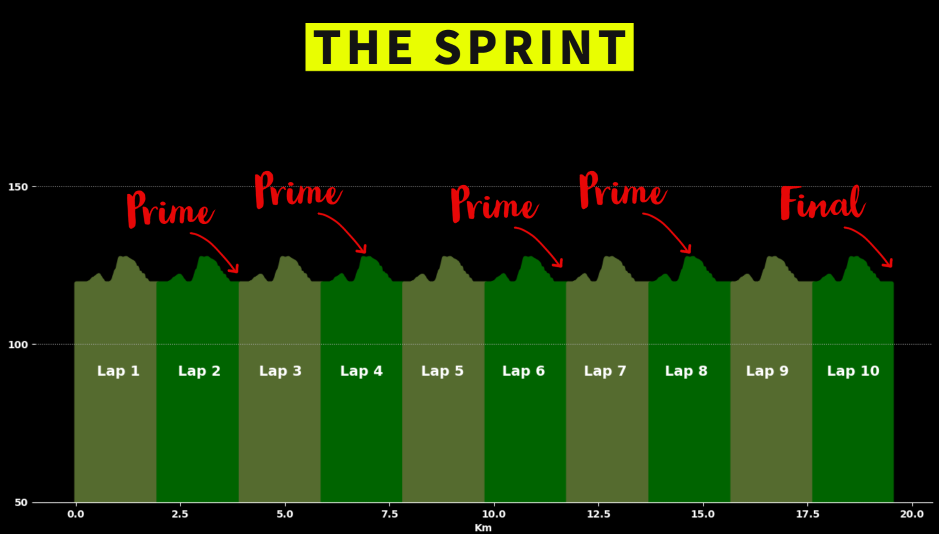 THE SPRINT
150
Prime
Prime
Prime
Prime
Final
100
Lap 1
Lap 2
Lap 3
Lap 4
Lap 5
Lap 6
Lap 7
Lap 8
Lap 9
Lap 10
50
0.0
2.5
5.0
7.5
10.0
12.5
15.0
17.5
20.0
Km